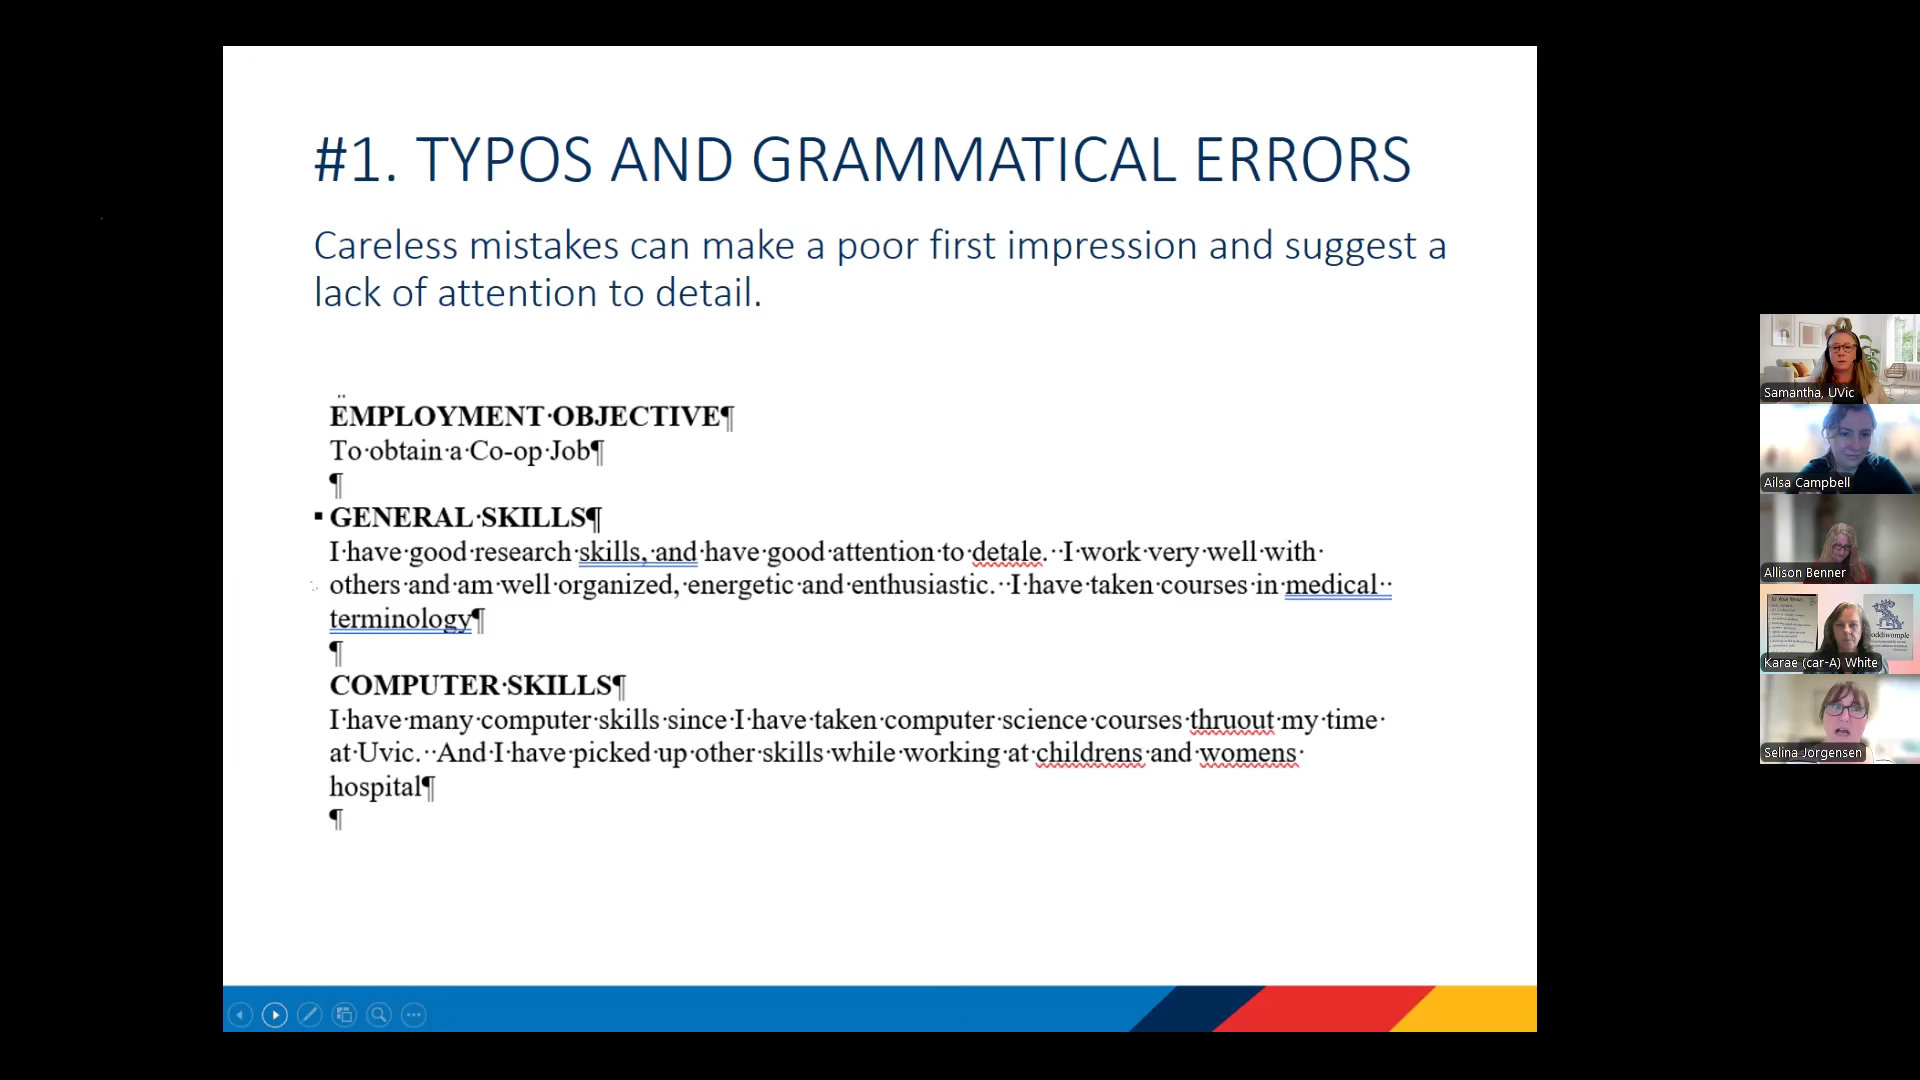 #1. TYPOS AND GRAMMATICAL ERRORS
Careless mistakes can make a poor first impression and suggest a
lack of attention to detail.
EMPLOYMENT·OBJECTIVE¶
To·obtain·a·Co-op·Job¶
¶
▪ GENERAL·SKILLS¶
I·have·good·research·skills,·and·have·good·attention·to·detale.··I·work·very·well·with·
others·and·am·well·organized,·energetic·and·enthusiastic.··I·have·taken·courses·in·medical··
terminology¶
¶
COMPUTER·SKILLS¶
I·have·many·computer·skills·since·I·have·taken·computer·science·courses·thruout·my·time·
at·Uvic.··And·I·have·picked·up·other·skills·while·working·at·childrens·and·womens·
hospital¶
¶
Samantha, UVic
Ailsa Campbell
Allison Benner
oddiwomple
Karae (car-A) White
Selina Jorgensen